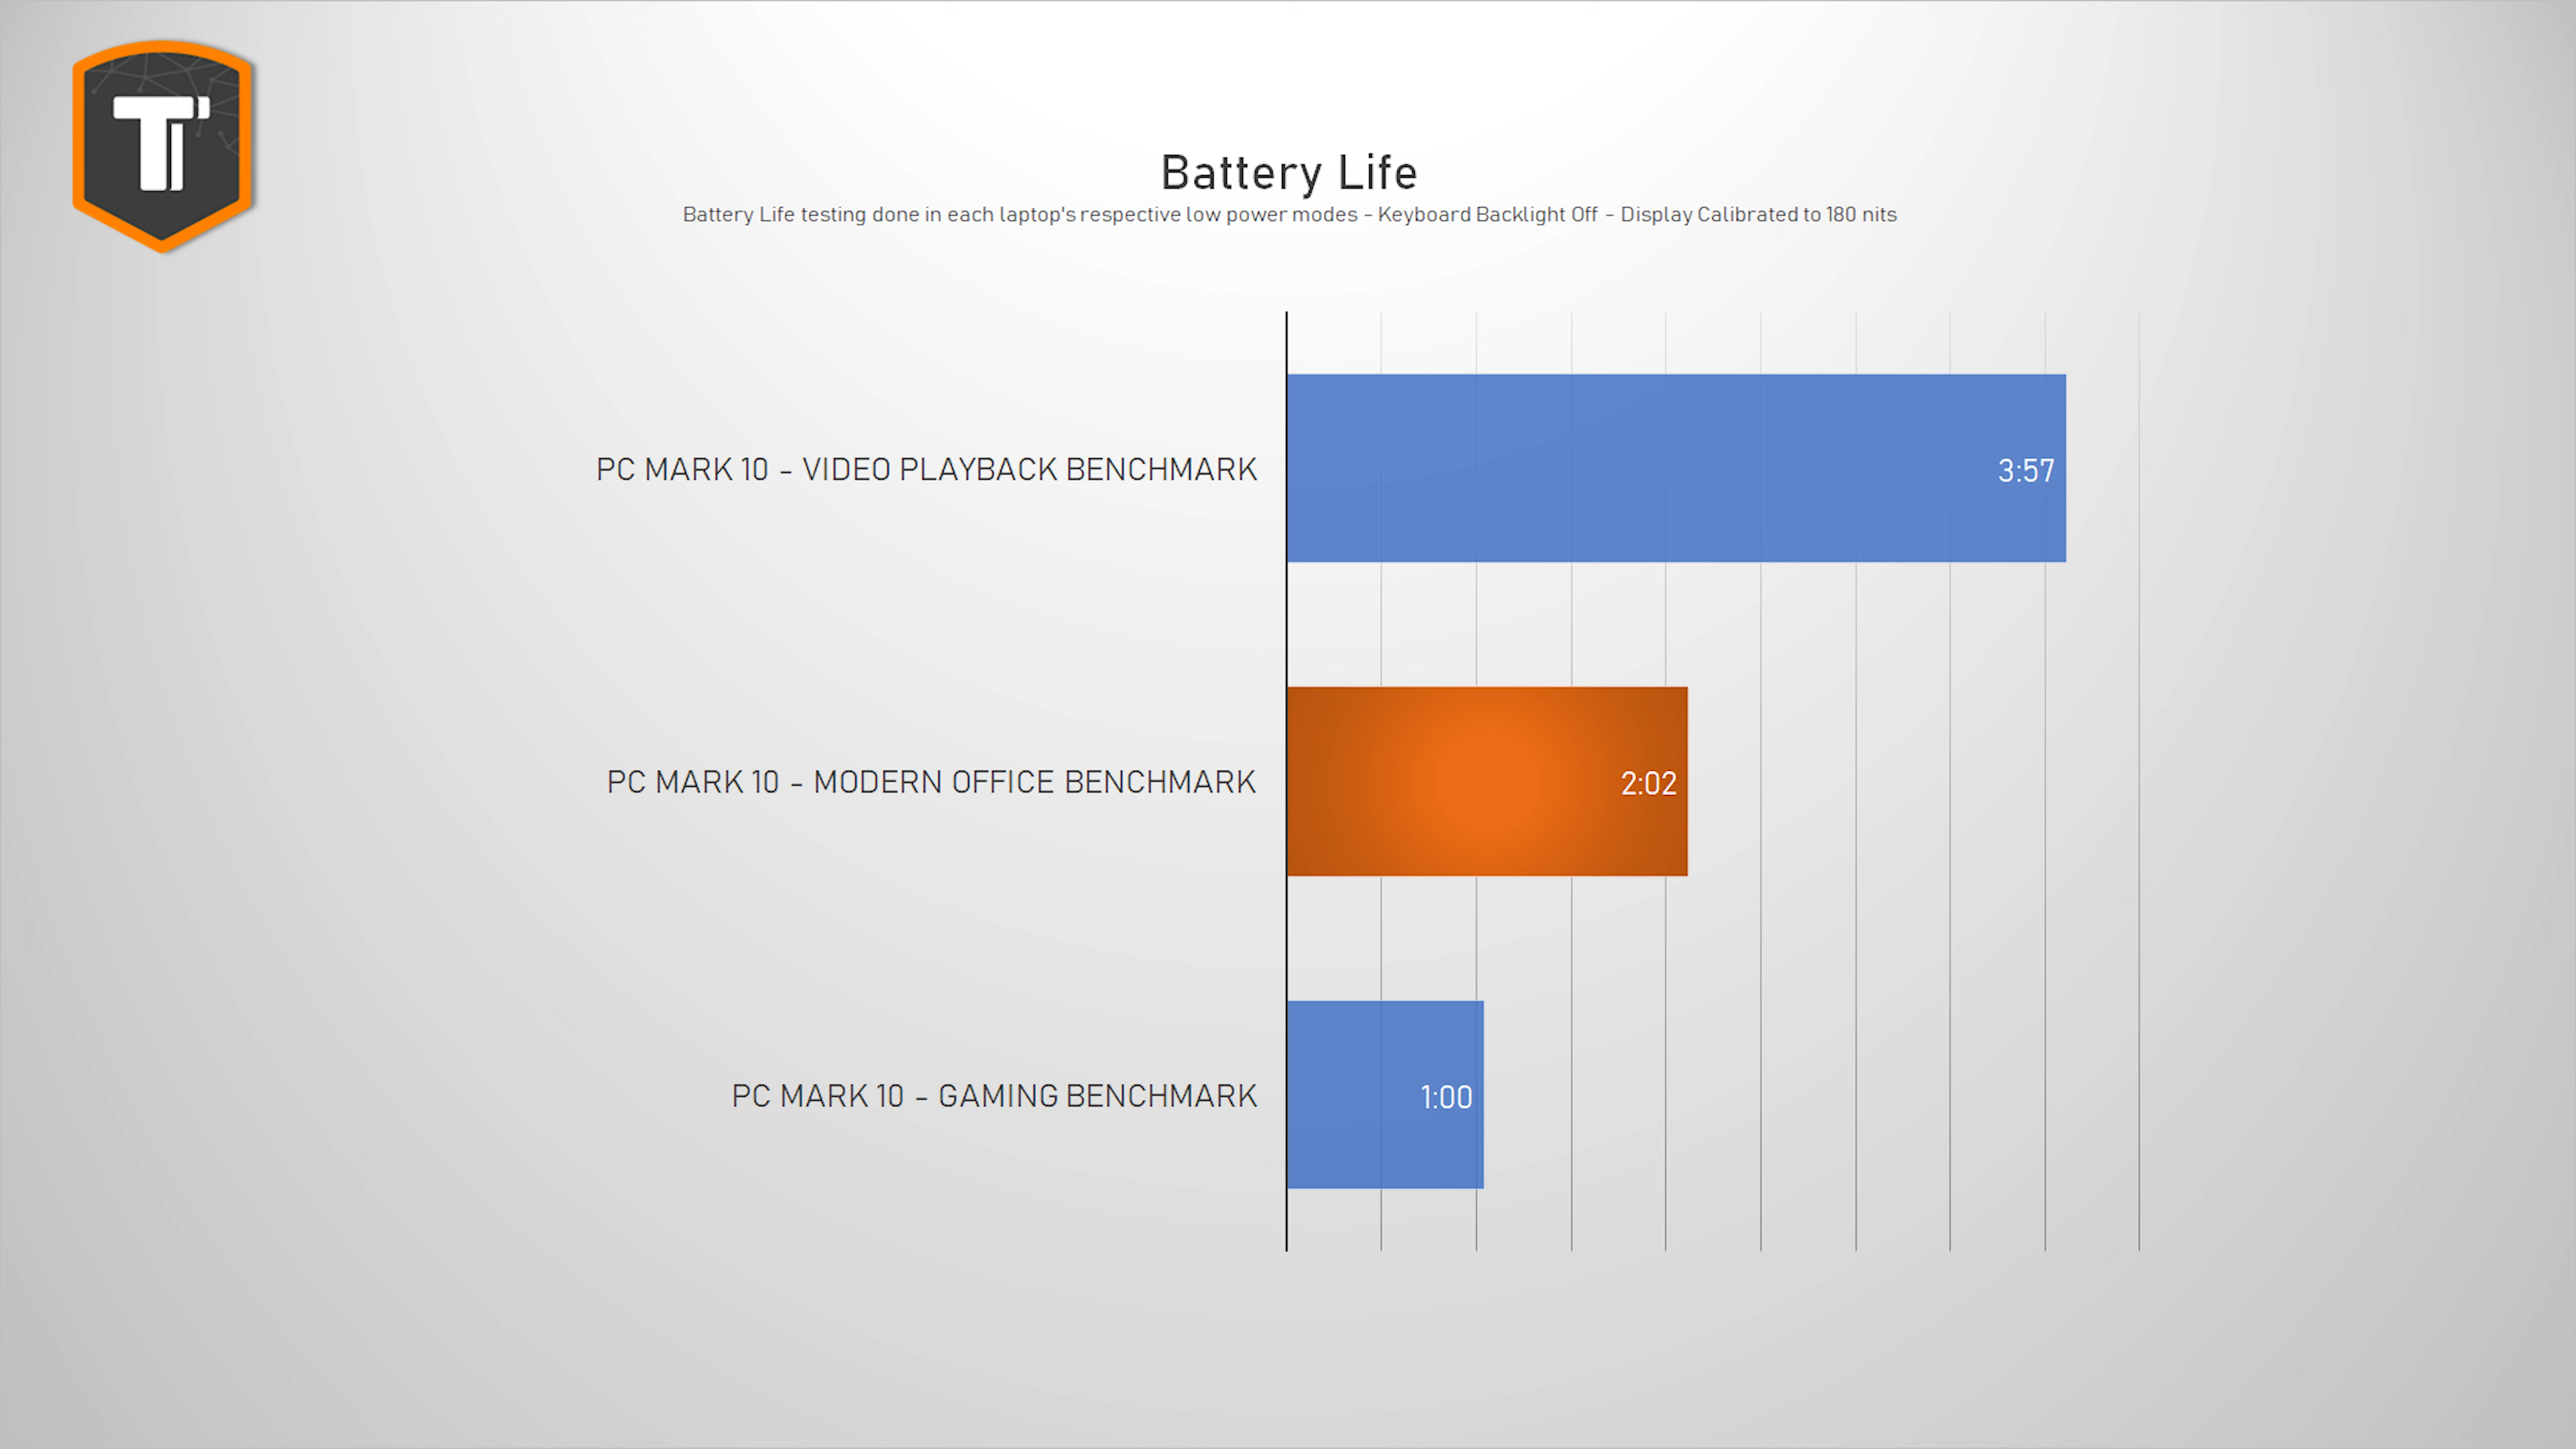 T
Battery Life
Battery Life testing done in each laptop's respective low power modes - Keyboard Backlight Off - Display Calibrated to 180 nits
PC MARK 10 - VIDEO PLAYBACK BENCHMARK 3:57
PC MARK 10 - MODERN OFFICE BENCHMARK 2:02
PC MARK 10 - GAMING BENCHMARK 1:00